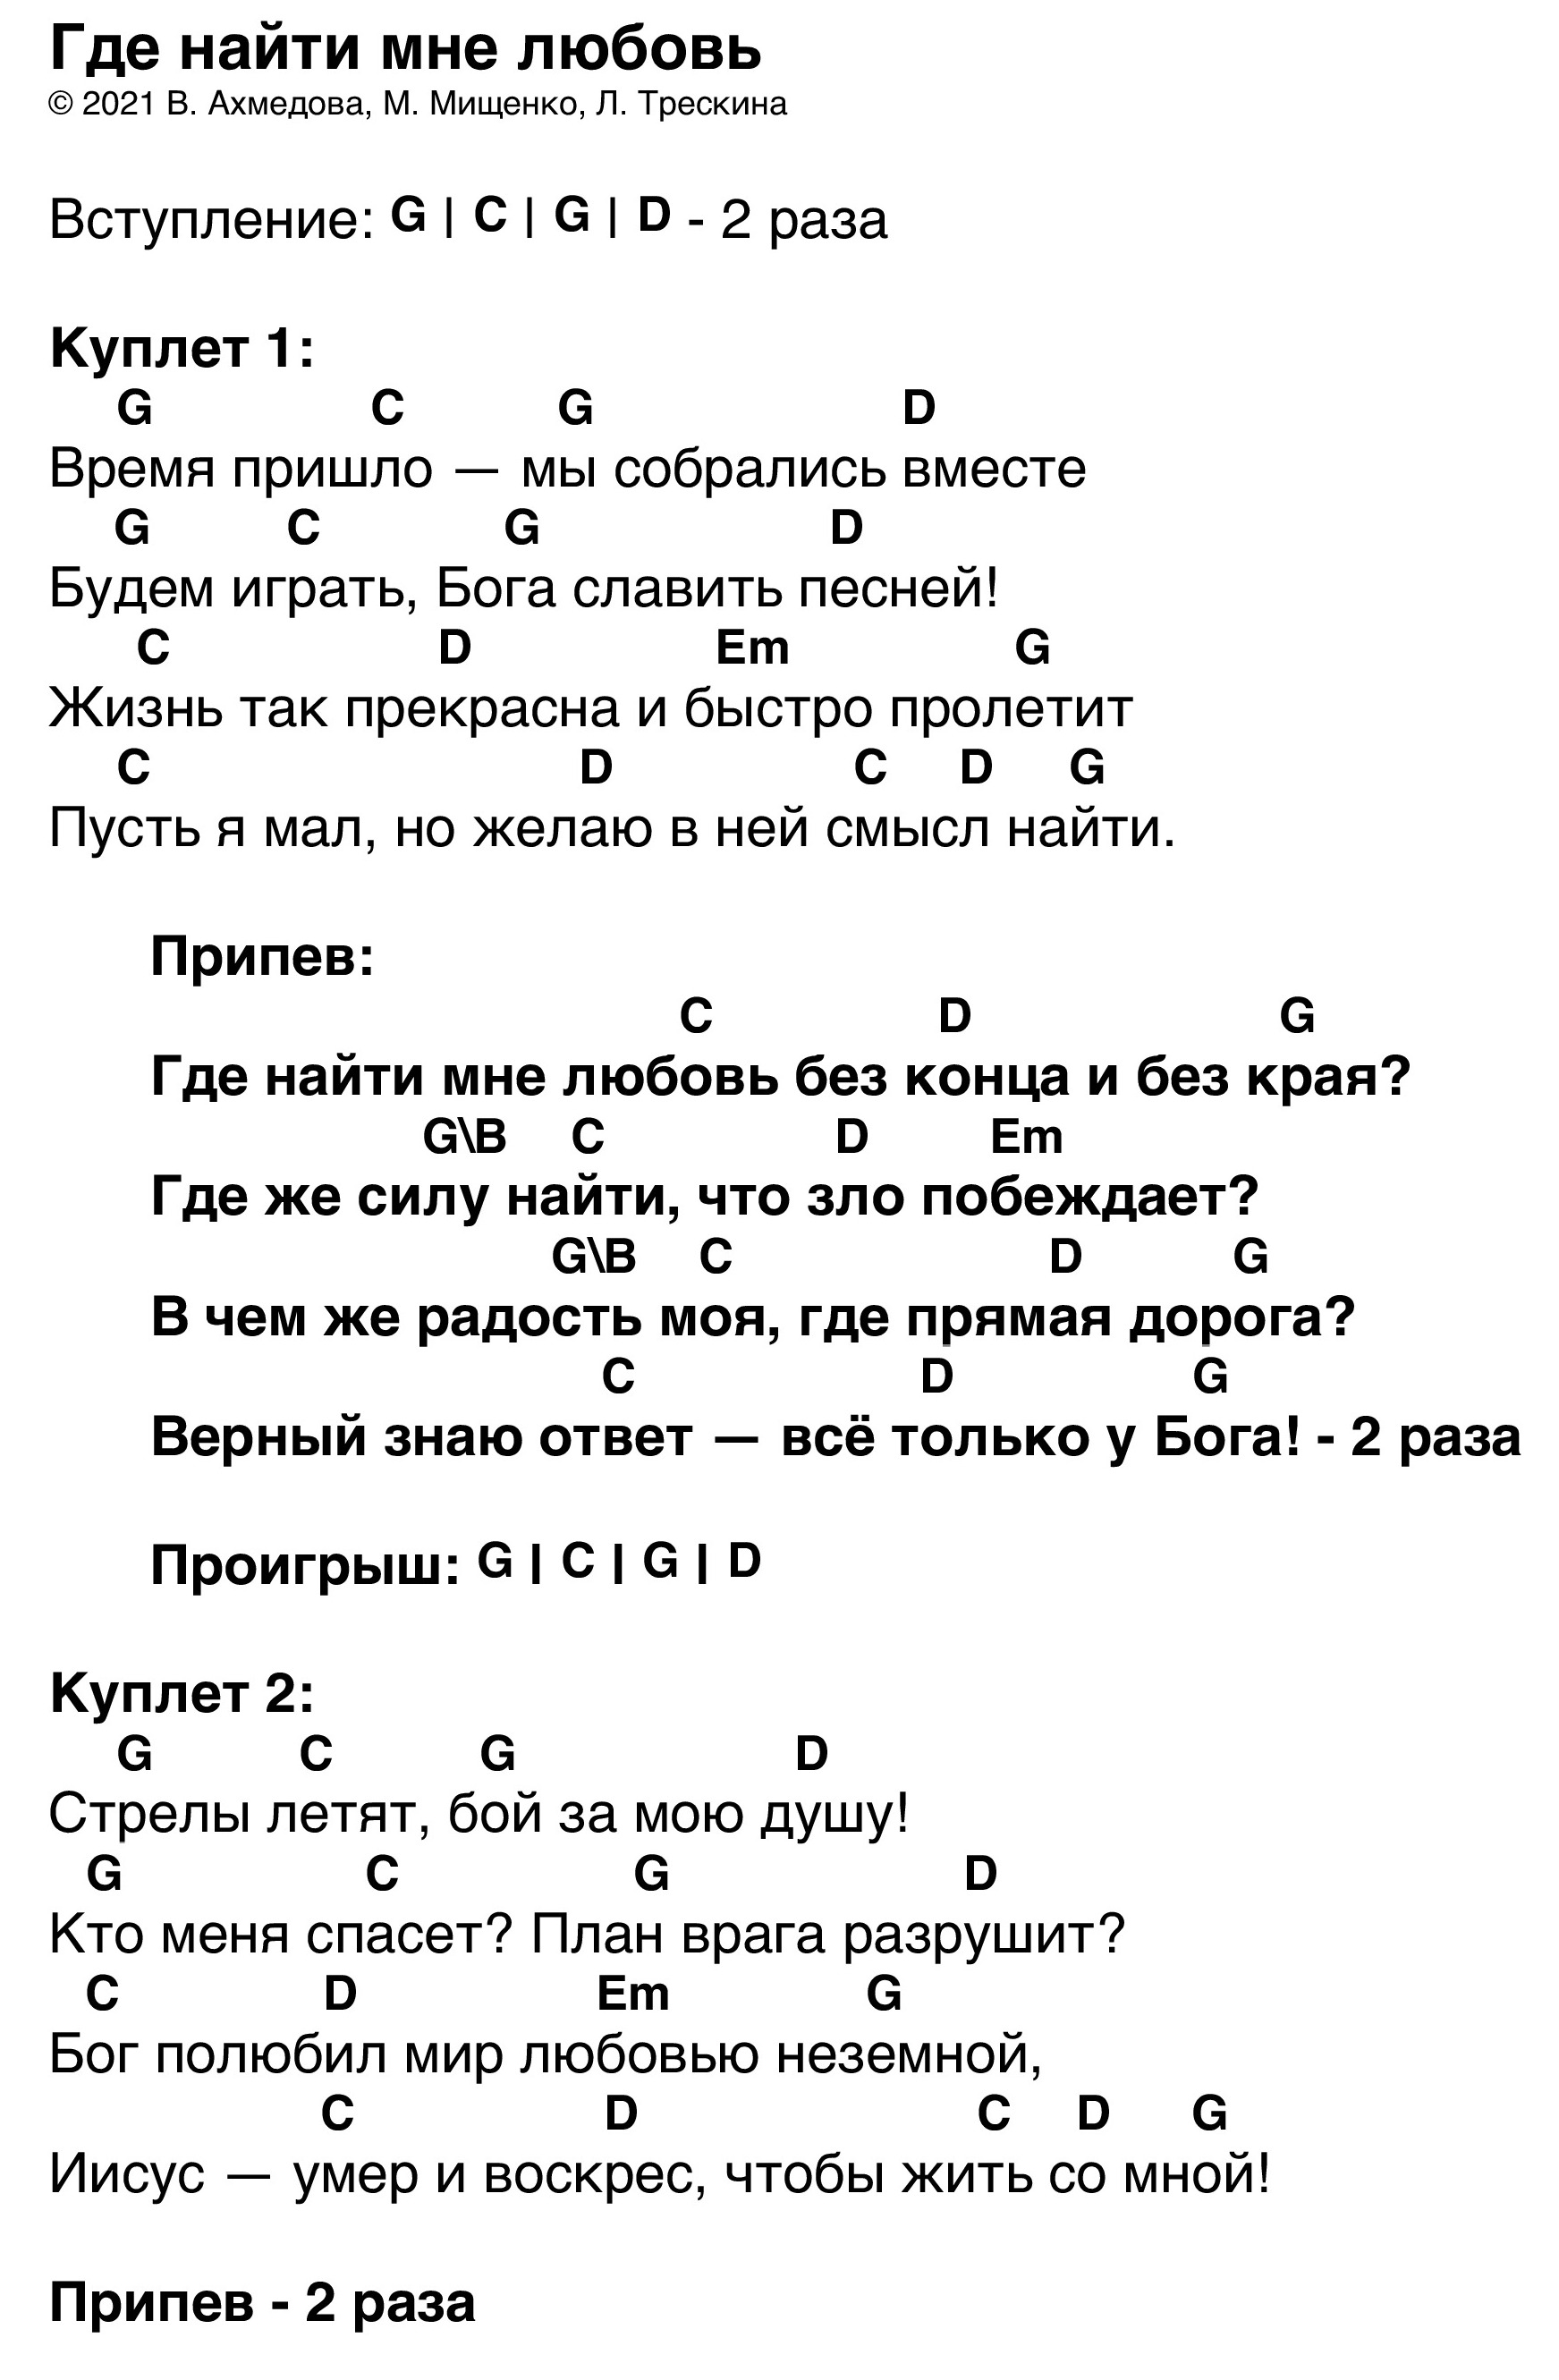 Где найти мне любовь
© 2021 В. Ахмедова, М. Мищенко, Л. Трескина
Вступление: G | C | G | D - 2 раза
Куплет 1:
G C G D
Время пришло — мы собрались вместе
G C G D
Будем играть, Бога славить песней!
C D Em G
Жизнь так прекрасна и быстро пролетит
C D C D G
Пусть я мал, но желаю в ней смысл найти.
Припев:
C D G
Где найти мне любовь без конца и без края?
G\B C D Em
Где же силу найти, что зло побеждает?
G\B C D G
В чем же радость моя, где прямая дорога?
C D G
Верный знаю ответ — всё только у Бога! - 2 раза
Проигрыш: G | C | G | D
Куплет 2:
G C G D
Стрелы летят, бой за мою душу!
G C G D
Кто меня спасет? План врага разрушит?
C D Em G
Бог полюбил мир любовью неземной,
C D C D G
Иисус — умер и воскрес, чтобы жить со мной!
Припев - 2 раза